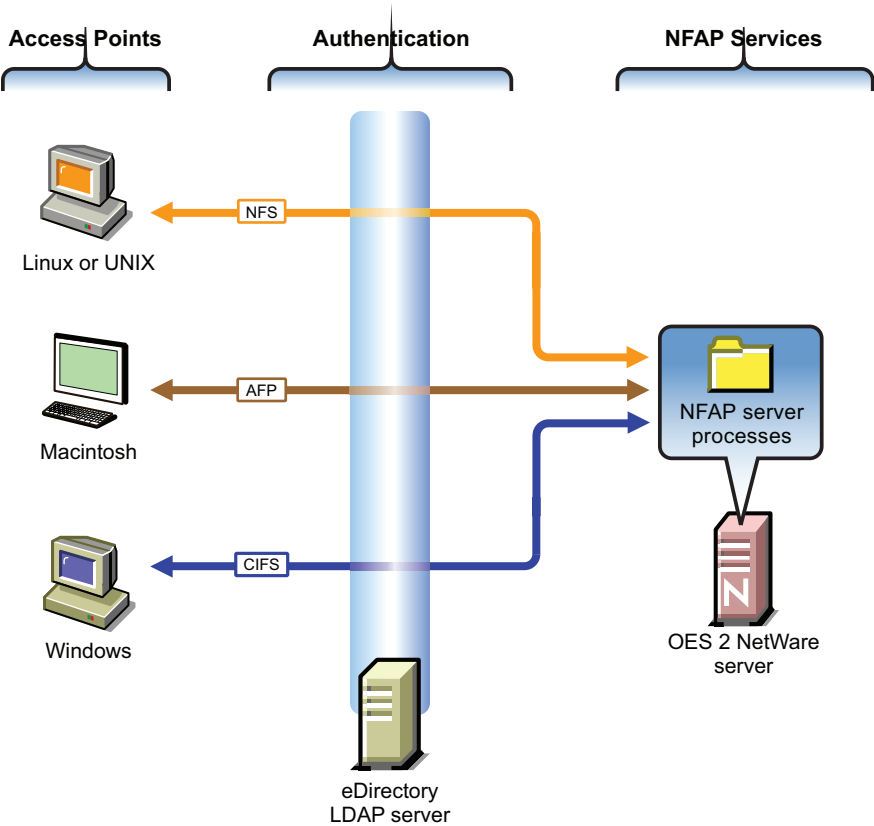 Access Points
Authentication
NFAP Services
NFS
Linux or UNIX
AFP
Macintosh
NFAP server
processes
CIFS
Windows
N
OES 2 NetWare
server
eDirectory
LDAP server